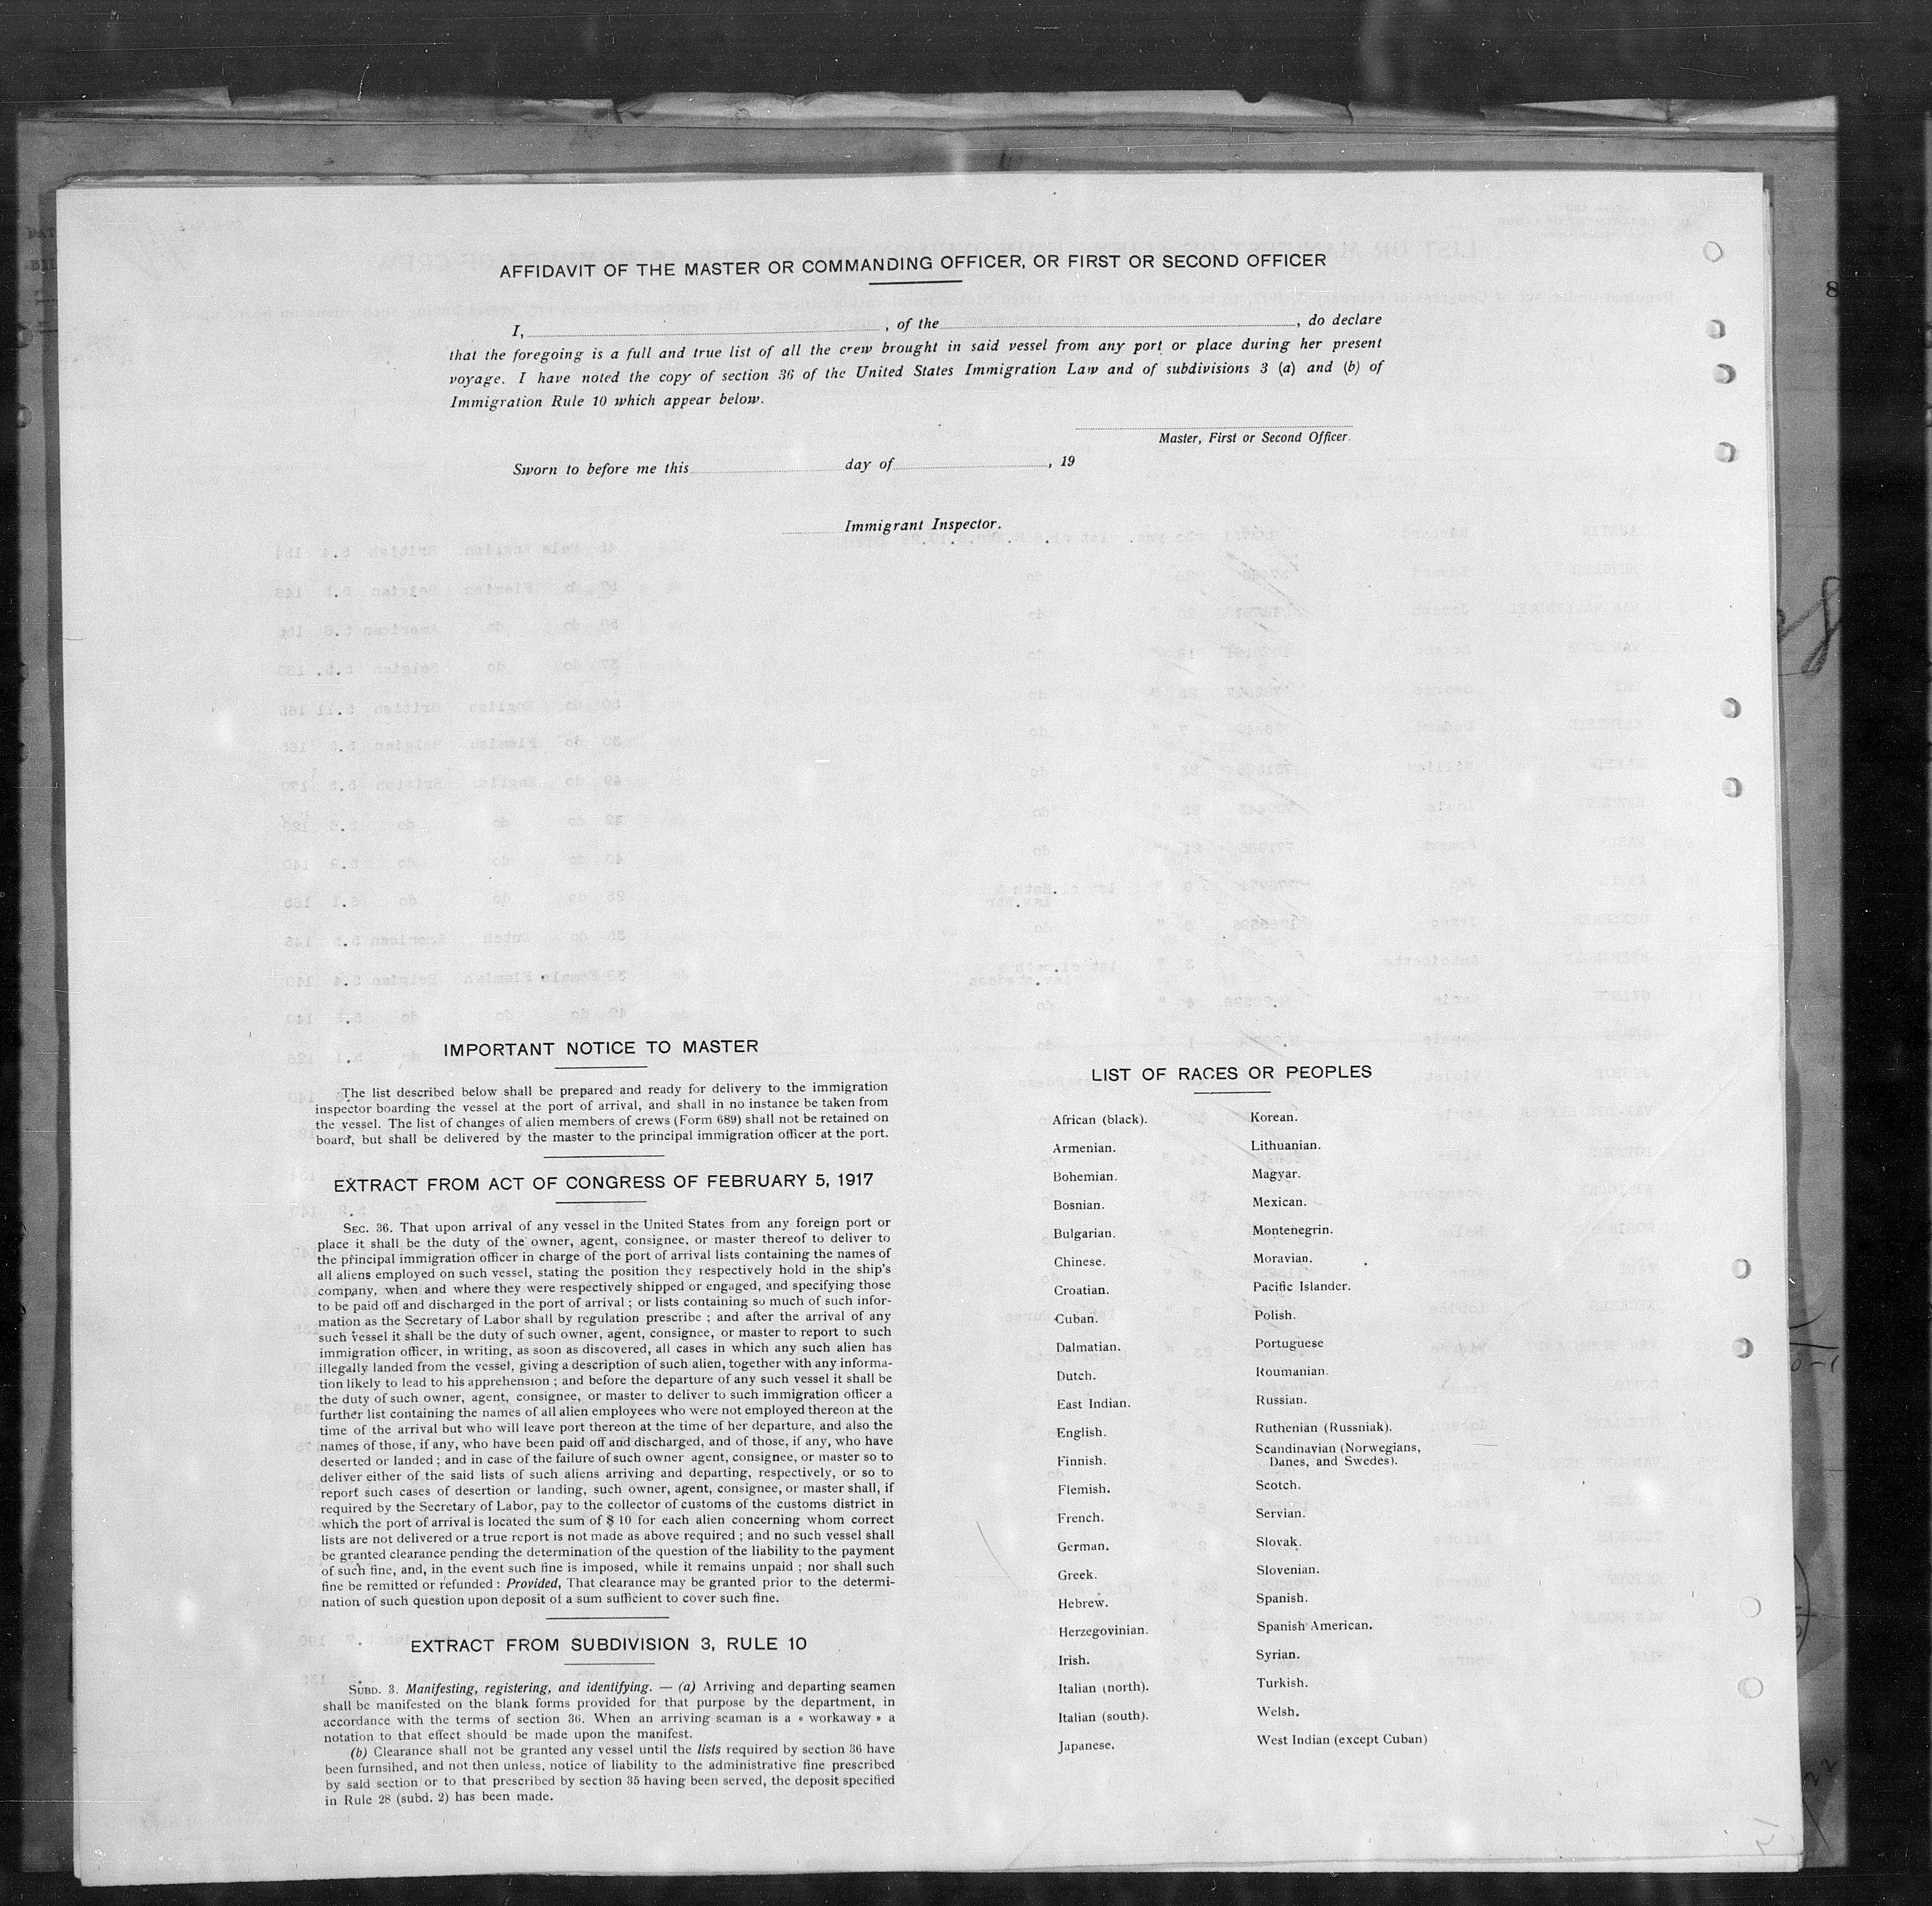 AFFIDAVIT OF THE MASTER OR COMMANDING OFFICER, OR FIRST OR SECOND OFFICER
I, , of the , do declare
that the foregoing is a full and true list of all the crew brought in said vessel from any port or place during her present
voyage. I have noted the copy of section 36 of the United States Immigration Law and of subdivisions 3 (a) and (b) of
Immigration Rule 10 which appear below.
Master, First or Second Officer.
Sworn to before me this day of , 19
Immigrant Inspector.
IMPORTANT NOTICE TO MASTER
The list described below shall be prepared and ready for delivery to the immigration
inspector boarding the vessel at the port of arrival, and shall in no instance be taken from
the vessel. The list of changes of alien members of crews (Form 689) shall not be retained on
board, but shall be delivered by the master to the principal immigration officer at the port.
EXTRACT FROM ACT OF CONGRESS OF FEBRUARY 5, 1917
SEC. 36. That upon arrival of any vessel in the United States from any foreign port or
place it shall be the duty of the owner, agent, consignee, or master thereof to deliver to
the principal immigration officer in charge of the port of arrival lists containing the names of
all aliens employed on such vessel, stating the position they respectively hold in the ship's
company, when and where they were respectively shipped or engaged, and specifying those
to be paid off and discharged in the port of arrival ; or lists containing so much of such infor-
mation as the Secretary of Labor shall by regulation prescribe ; and after the arrival of any
such vessel it shall be the duty of such owner, agent, consignee, or master to report to such
immigration officer, in writing, as soon as discovered, all cases in which any such alien has
illegally landed from the vessel, giving a description of such alien, together with any informa-
tion likely to lead to his apprehension ; and before the departure of any such vessel it shall be
the duty of such owner, agent, consignee, or master to deliver to such immigration officer a
further list containing the names of all alien employees who were not employed thereon at the
time of the arrival but who will leave port thereon at the time of her departure, and also the
names of those, if any, who have been paid off and discharged, and of those, if any, who have
deserted or landed ; and in case of the failure of such owner agent, consignee, or master so to
deliver either of the said lists of such aliens arriving and departing, respectively, or so to
report such cases of desertion or landing, such owner, agent, consignee, or master shall, if
required by the Secretary of Labor, pay to the collector of customs of the customs district in
which the port of arrival is located the sum of $ 10 for each alien concerning whom correct
lists are not delivered or a true report is not made as above required ; and no such vessel shall
be granted clearance pending the determination of the question of the liability to the payment
of such fine, and, in the event such fine is imposed, while it remains unpaid ; nor shall such
fine be remitted or refunded : Provided, That clearance may be granted prior to the determi-
nation of such question upon deposit of a sum sufficient to cover such fine.
EXTRACT FROM SUBDIVISION 3, RULE 10
SUBD. 3. Manifesting, registering, and identifying. — (a) Arriving and departing seamen
shall be manifested on the blank forms provided for that purpose by the department, in
accordance with the terms of section 36. When an arriving seaman is a « workaway » a
notation to that effect should be made upon the manifest.
(b) Clearance shall not be granted any vessel until the lists required by section 36 have
been furnsihed, and not then unless, notice of liability to the administrative fine prescribed
by said section or to that prescribed by section 35 having been served, the deposit specified
in Rule 28 (subd. 2) has been made.
LIST OF RACES OR PEOPLES
African (black).
Armenian.
Bohemian.
Bosnian.
Bulgarian.
Chinese.
Croatian.
Cuban.
Dalmatian.
Dutch.
East Indian.
English.
Finnish.
Flemish.
French.
German.
Greek.
Hebrew.
Herzegovinian.
Irish.
Italian (north).
Italian (south).
Japanese.
Korean.
Lithuanian.
Magyar.
Mexican.
Montenegrin.
Moravian.
Pacific Islander.
Polish.
Portuguese
Roumanian.
Russian.
Ruthenian (Russniak).
Scandinavian (Norwegians,
Danes, and Swedes).
Scotch.
Servian.
Slovak.
Slovenian.
Spanish.
Spanish American.
Syrian.
Turkish.
Welsh.
West Indian (except Cuban)